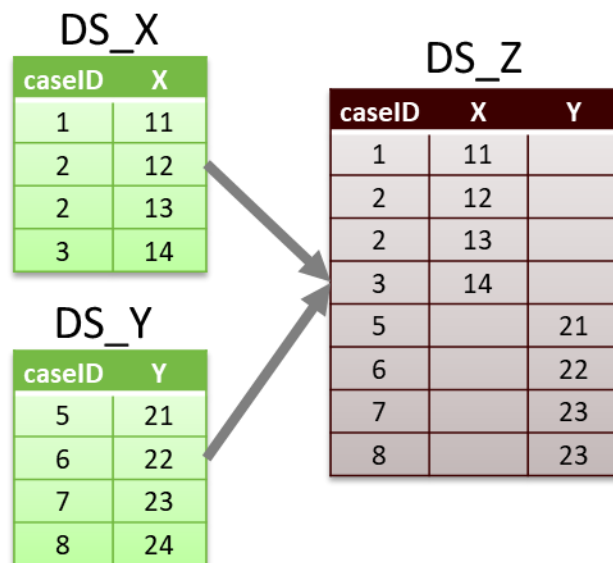 DS_X
caseID X
1 11
2 12
2 13
3 14
DS_Y
caseID Y
5 21
6 22
7 23
8 24
DS_Z
caseID X Y
1 11
2 12
2 13
3 14
5 21
6 22
7 23
8 23